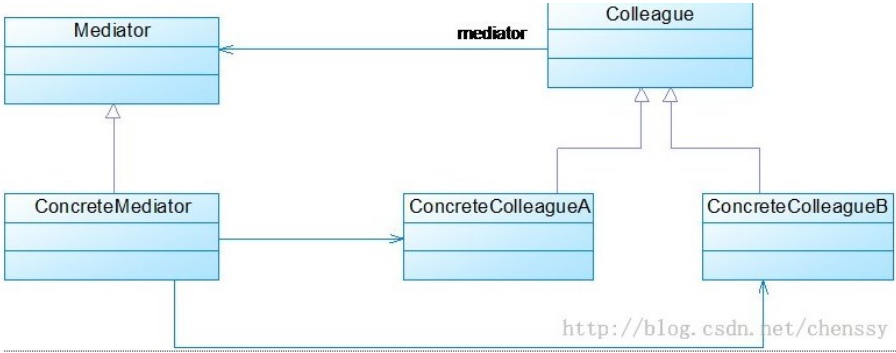 Colleague
Mediator
mediator
ConcreteMediator
ConcreteColleagueA
ConcreteColleagueB
http://blog.csdn.net/chenssy